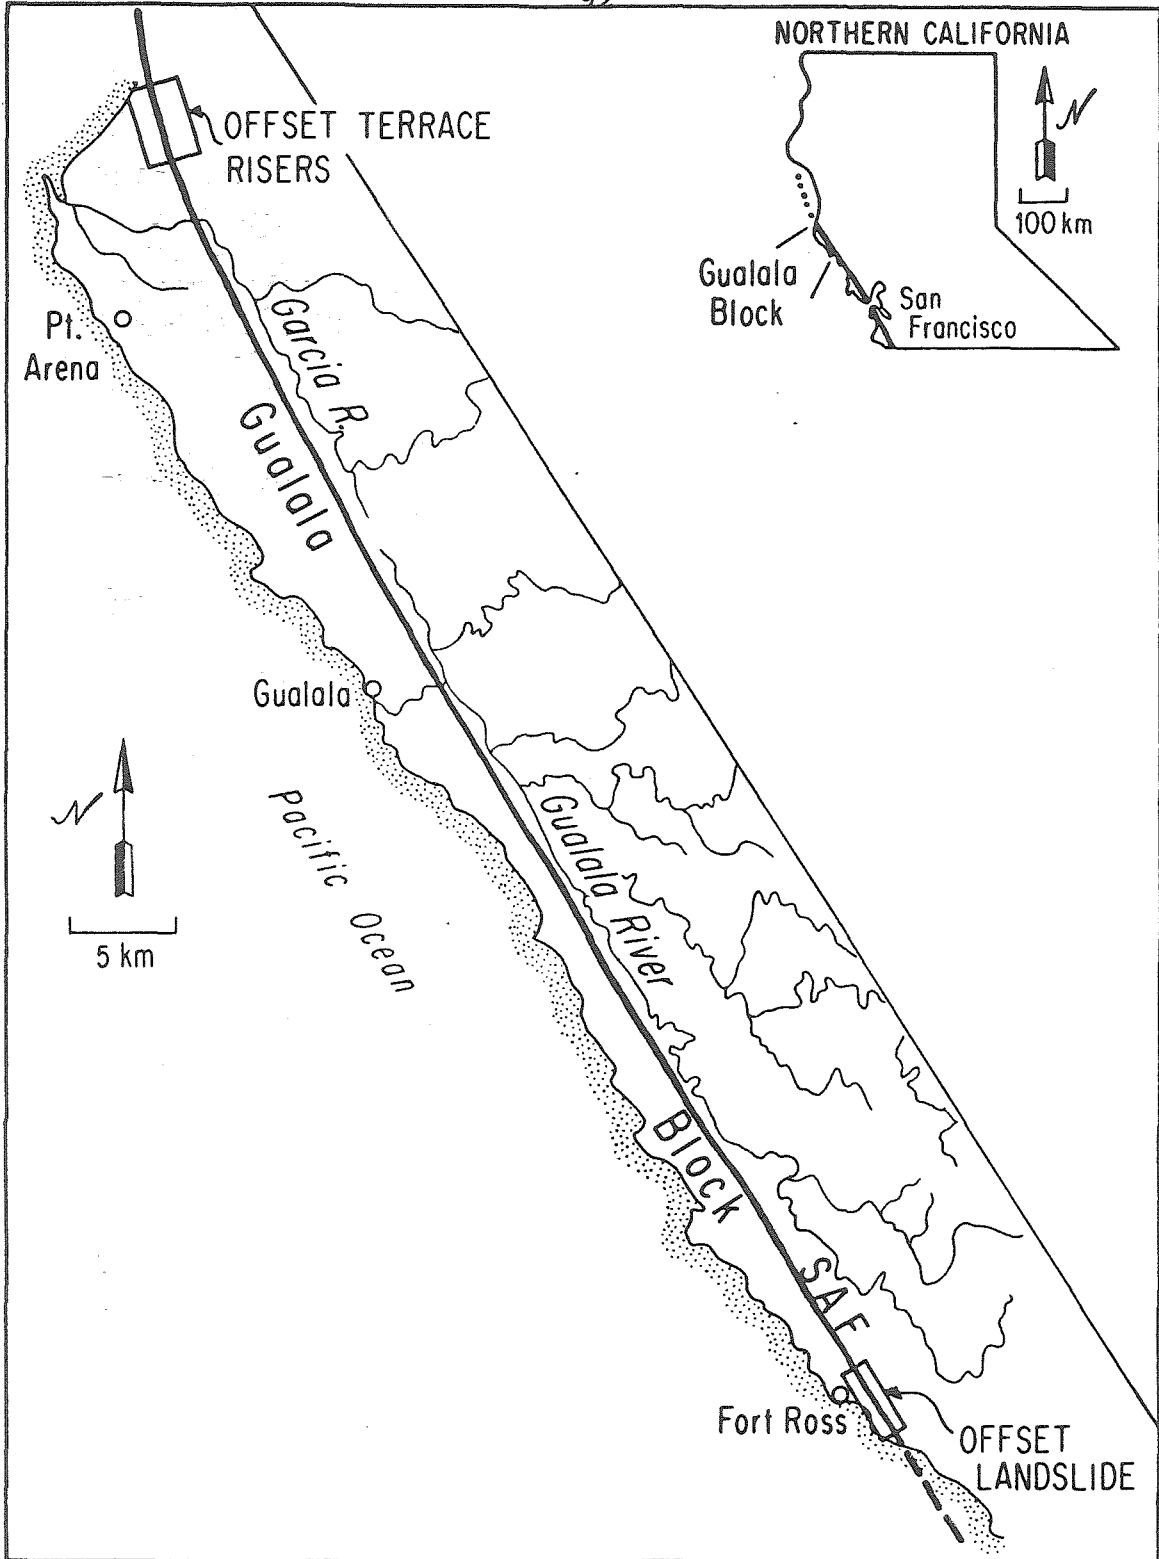 NORTHERN CALIFORNIA
N
100 km
Gualala
Block
San
Francisco
OFFSET TERRACE
RISERS
Pt.
Arena
Garcia R.
Gualala
Gualala
N
5 km
Pacific Ocean
Gualala River
Block
SAF
Fort Ross
OFFSET
LANDSLIDE